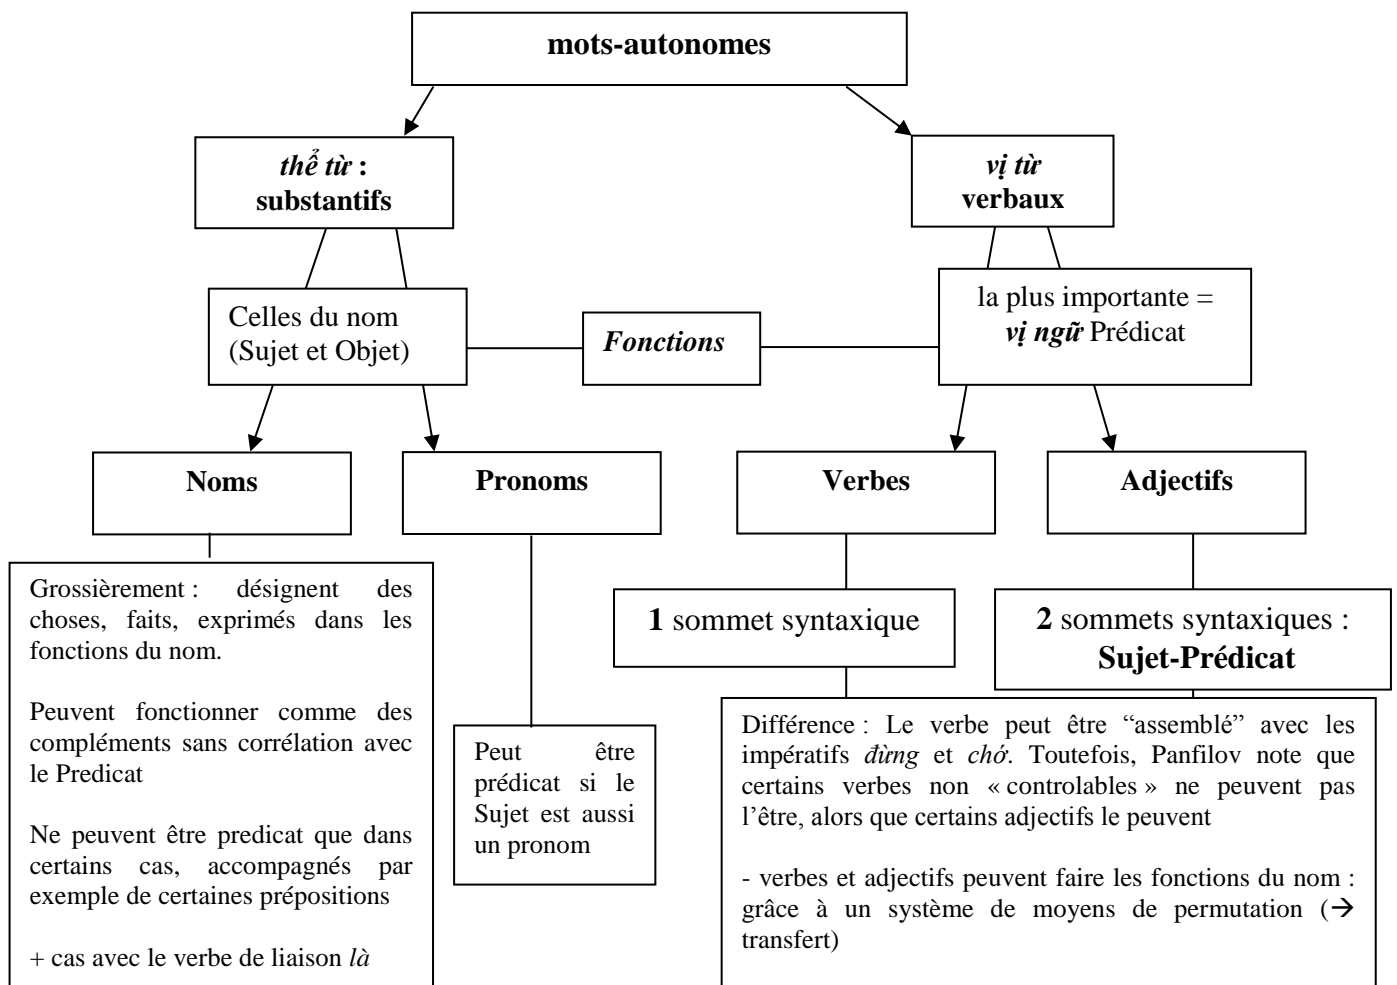 mots-autonomes
thể từ :
substantifs
vị từ
verbaux
Celles du nom
(Sujet et Objet)
Fonctions
la plus importante =
vị ngữ Prédicat
Noms
Pronoms
Verbes
Adjectifs
Grossièrement : désignent des
choses, faits, exprimés dans les
fonctions du nom.
Peuvent fonctionner comme des
compléments sans corrélation avec
le Predicat
Ne peuvent être predicat que dans
certains cas, accompagnés par
exemple de certaines prépositions
+ cas avec le verbe de liaison là
Peut être
prédicat si le
Sujet est aussi
un pronom
1 sommet syntaxique
2 sommets syntaxiques :
Sujet-Prédicat
Différence : Le verbe peut être “assemblé” avec les
impératifs đừng et chớ. Toutefois, Panfilov note que
certains verbes non « controlables » ne peuvent pas
l’être, alors que certains adjectifs le peuvent
- verbes et adjectifs peuvent faire les fonctions du nom :
grâce à un système de moyens de permutation (→
transfert)